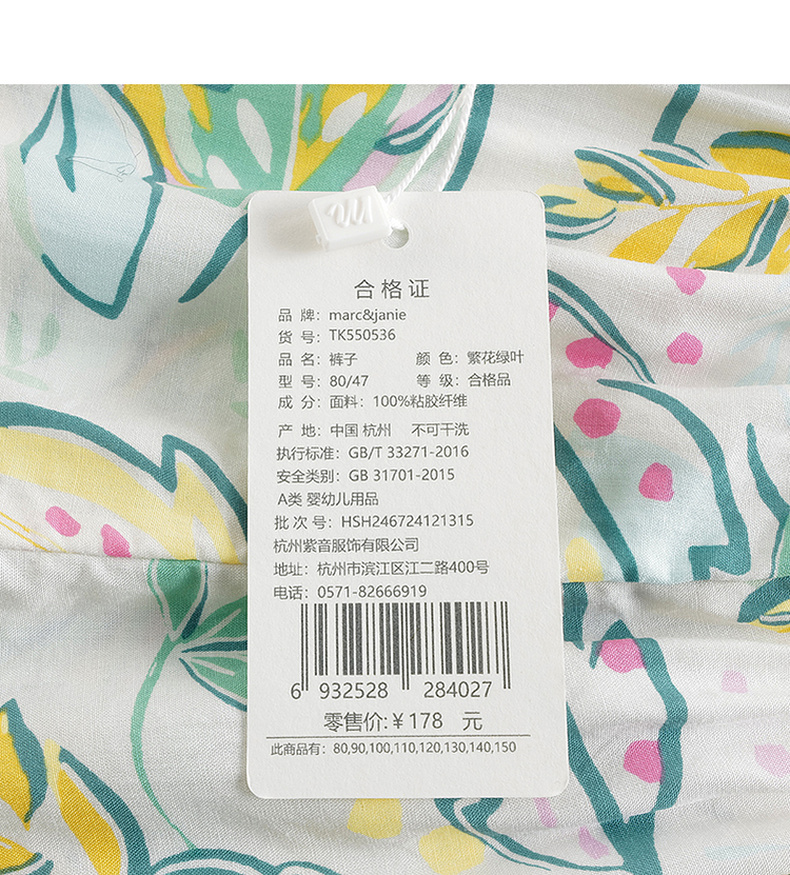 合格证
品 牌: marc&janie
货 号: TK550536
品 名: 裤子 颜 色: 繁花绿叶
型 号: 80/47 等 级: 合格品
成 分: 面料: 100%粘胶纤维
产 地: 中国 杭州 不可干洗
执行标准: GB/T 33271-2016
安全类别: GB 31701-2015
A类 婴幼儿用品
批 次 号: HSH246724121315
杭州紫音服饰有限公司
地址: 杭州市滨江区江二路400号
电话: 0571-82666919
6 932528 284027
零售价:¥178 元
此商品有: 80,90,100,110,120,130,140,150